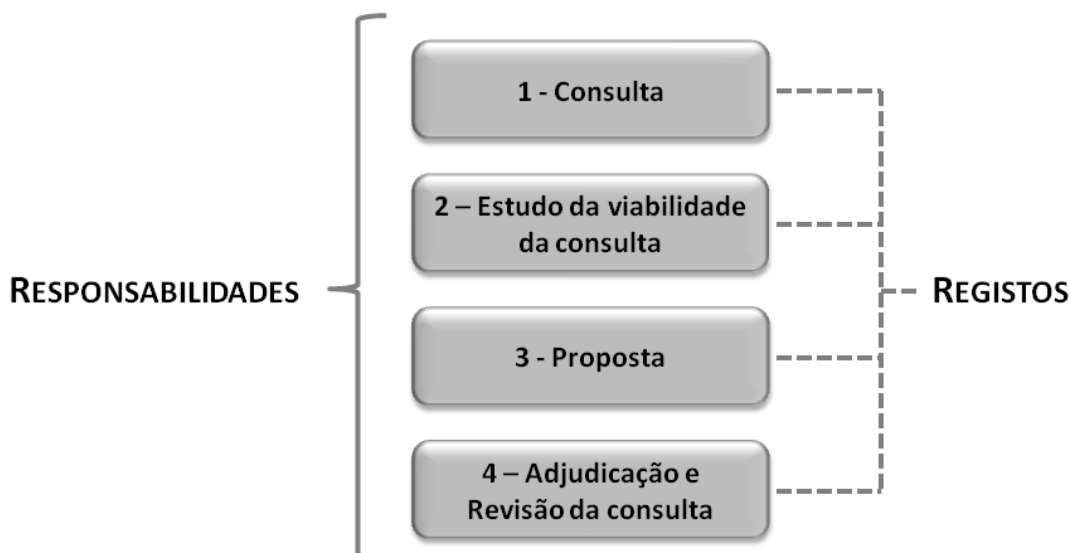 1 - Consulta
2 – Estudo da viabilidade
da consulta
RESPONSABILIDADES
REGISTOS
3 - Proposta
4 – Adjudicação e
Revisão da consulta